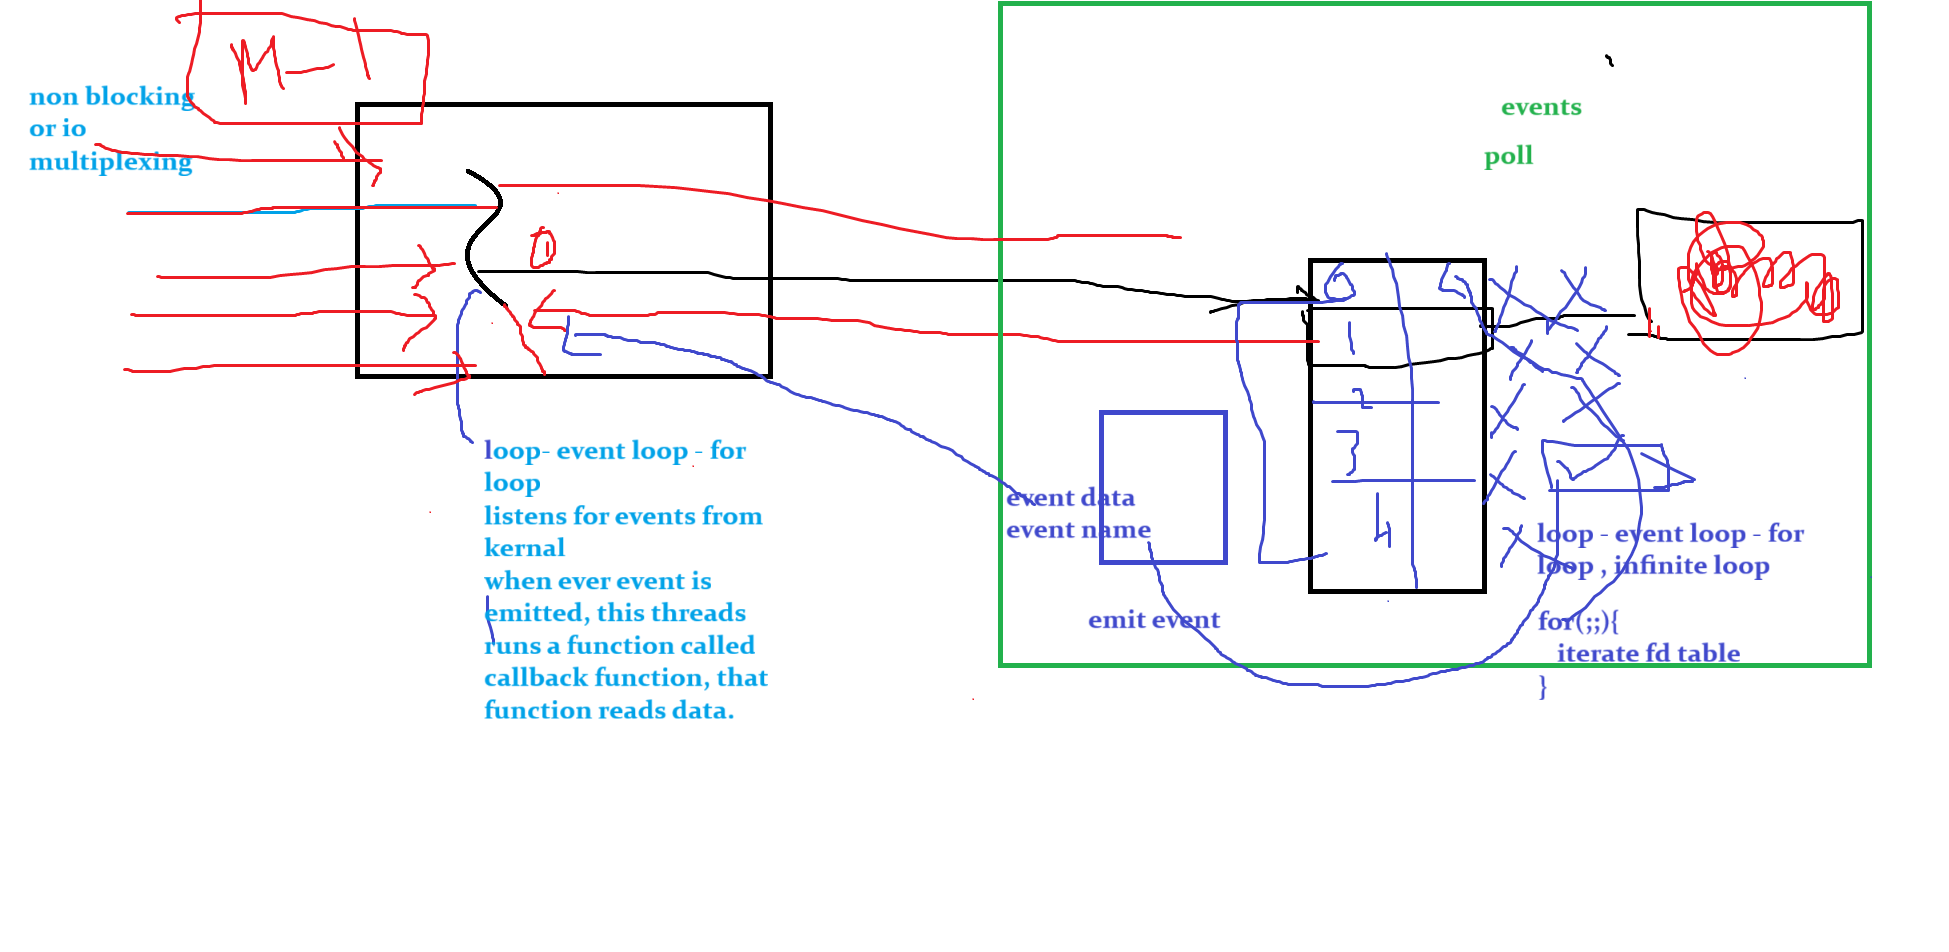 M-1
non blocking
or io
multiplexing
events
poll
0
1
2
3
4
loop- event loop - for
loop
listens for events from
kernal
when ever event is
emitted, this threads
runs a function called
callback function, that
function reads data.
event data
event name
emit event
loop - event loop - for
loop , infinite loop
for(;;){
iterate fd table
}